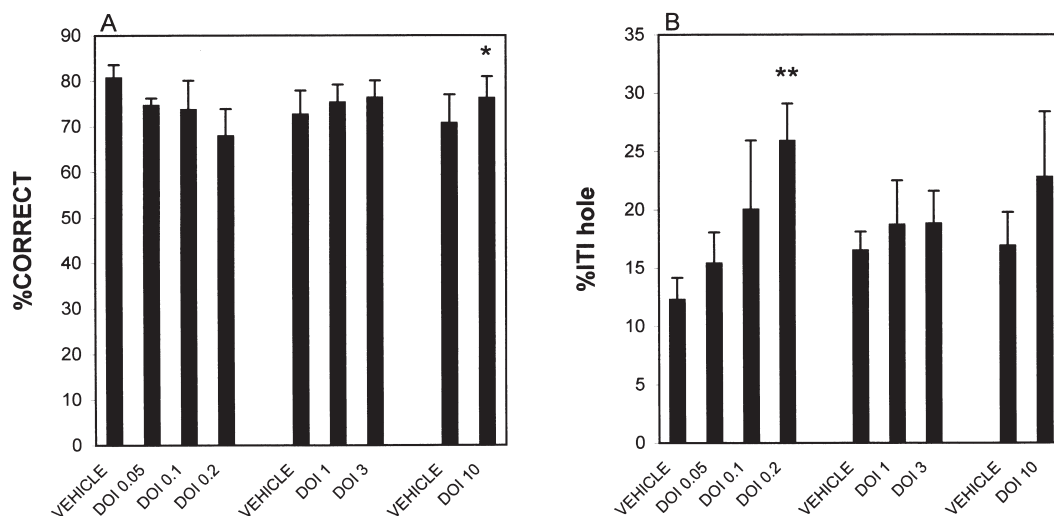 A
90
80
70
60
50
40
30
20
10
0
%CORRECT
*
VEHICLE
DOI 0.05
DOI 0.1
DOI 0.2
VEHICLE
DOI 1
DOI 3
VEHICLE
DOI 10
B
35
30
25
20
15
10
5
0
%ITI hole
**
VEHICLE
DOI 0.05
DOI 0.1
DOI 0.2
VEHICLE
DOI 1
DOI 3
VEHICLE
DOI 10